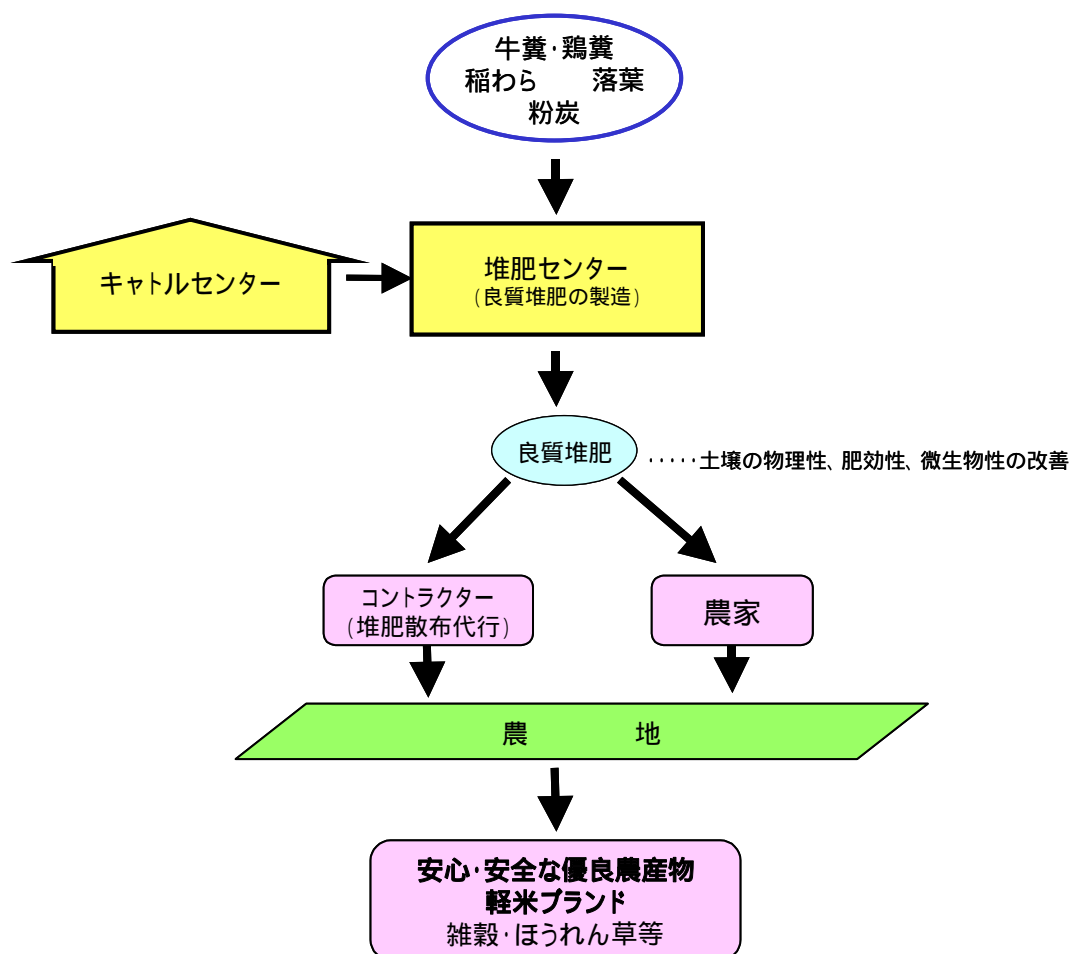 牛糞・鶏糞
稲わら　　落葉
粉炭
キャトルセンター
堆肥センター
（良質堆肥の製造）
良質堆肥
‥‥‥土壌の物理性、肥効性、微生物性の改善
コントラクター
（堆肥散布代行）
農家
農　　　　地
安心・安全な優良農産物
軽米ブランド
雑穀・ほうれん草等